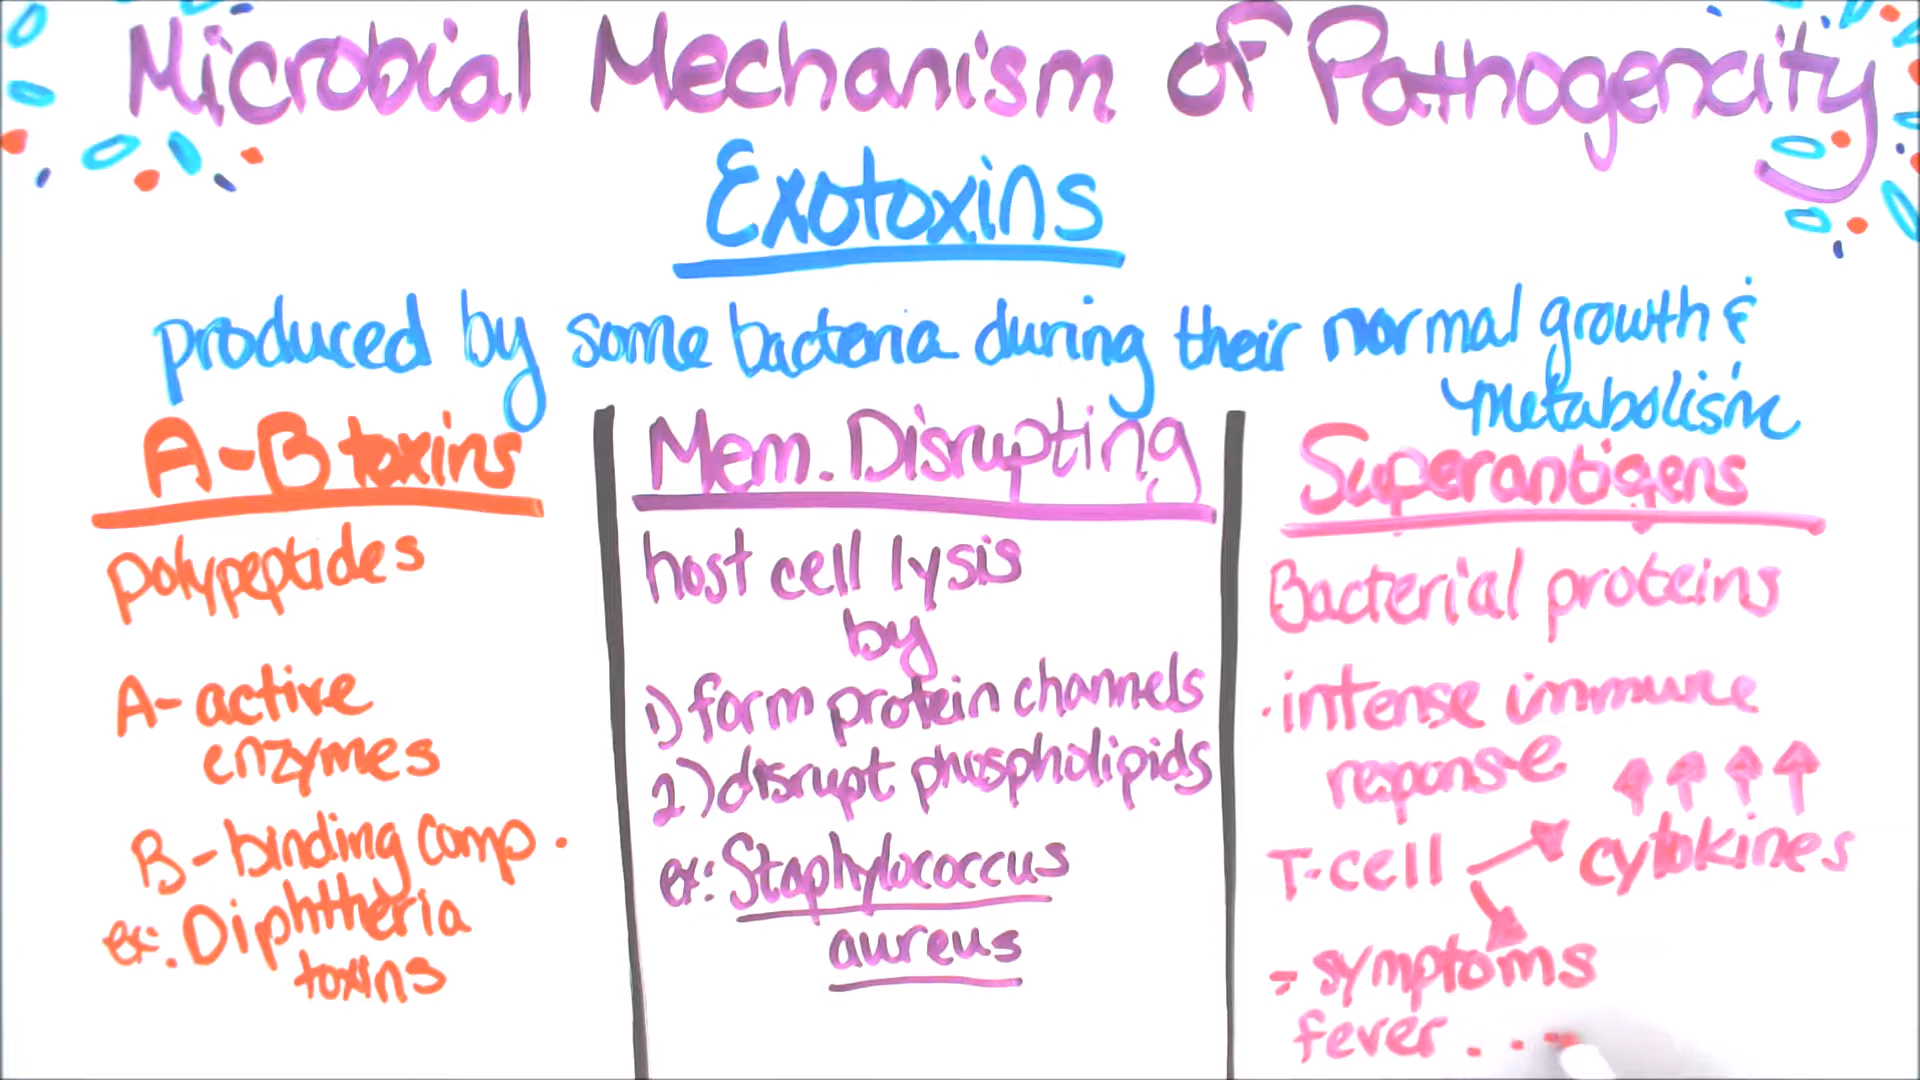 Microbial Mechanism of Pathogencity
Exotoxins
produced by some bacteria during their normal growth &
metabolism
A-B toxins
polypeptides
A- active
enzymes
B- binding comp.
ex: Diphtheria
toxins
Mem. Disrupting
host cell lysis
by
1) form protein channels
2) disrupt phospholipids
ex: Staphylococcus
aureus
Superantigens
Bacterial proteins
· intense immune
response ↑↑↑↑
T-cell → cytokines
- symptoms
fever . . .